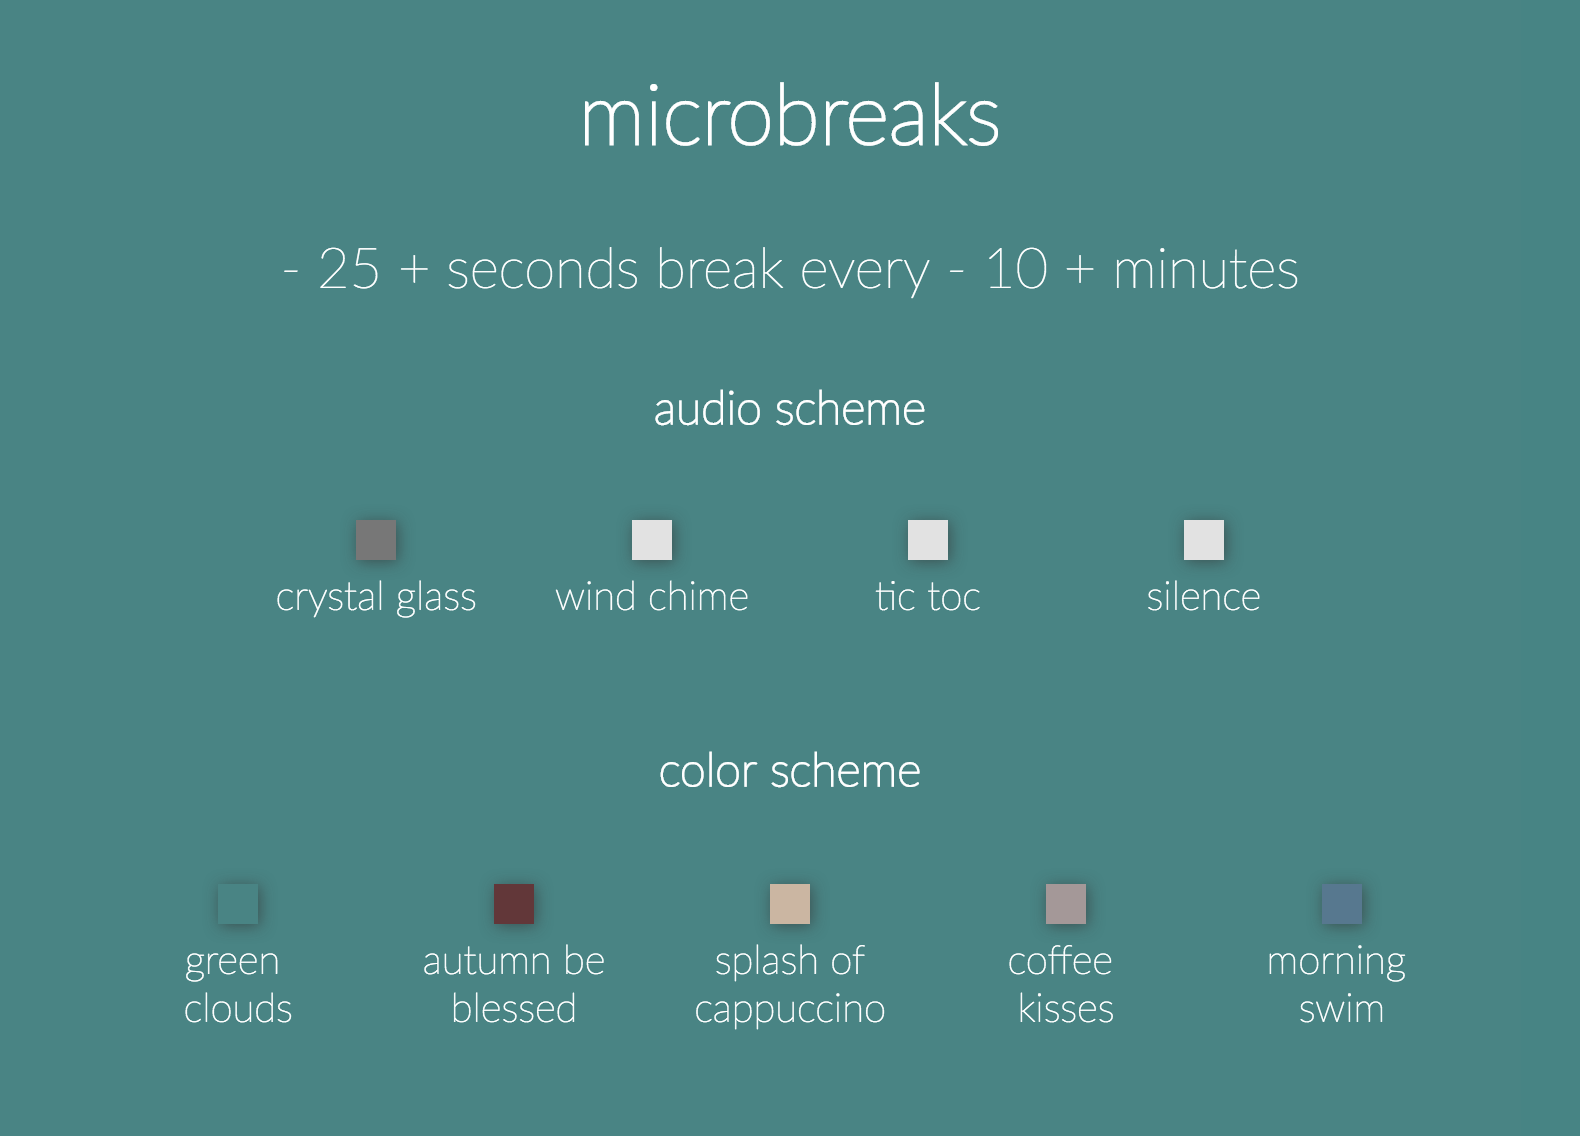 microbreaks
- 25 + seconds break every - 10 + minutes
audio scheme
crystal glass
wind chime
tic toc
silence
color scheme
green
clouds
autumn be
blessed
splash of
cappuccino
coffee
kisses
morning
swim